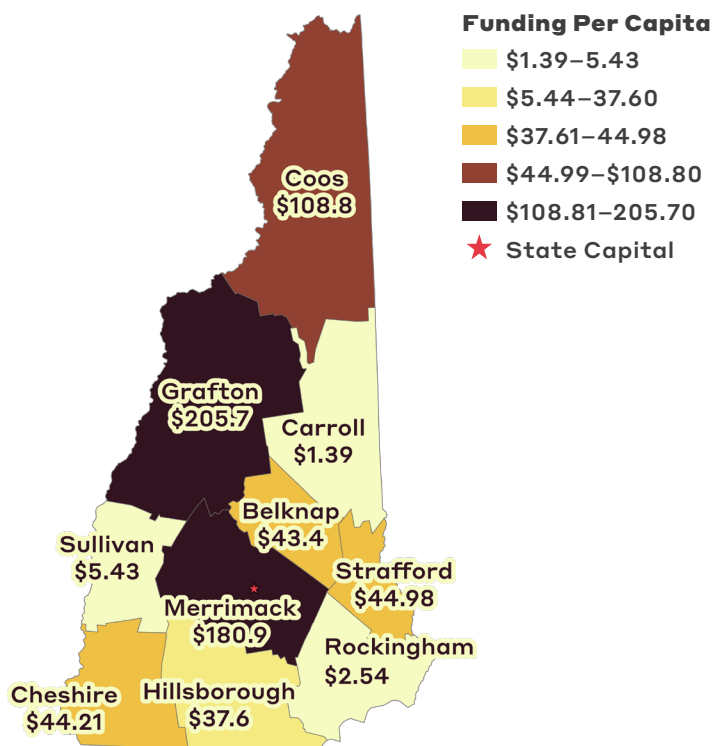 Funding Per Capita
$1.39–5.43
$5.44–37.60
$37.61–44.98
$44.99–$108.80
$108.81–205.70
State Capital
Coos
$108.8
Grafton
$205.7
Carroll
$1.39
Belknap
$43.4
Sullivan
$5.43
Strafford
$44.98
Merrimack
$180.9
Rockingham
$2.54
Cheshire
$44.21
Hillsborough
$37.6